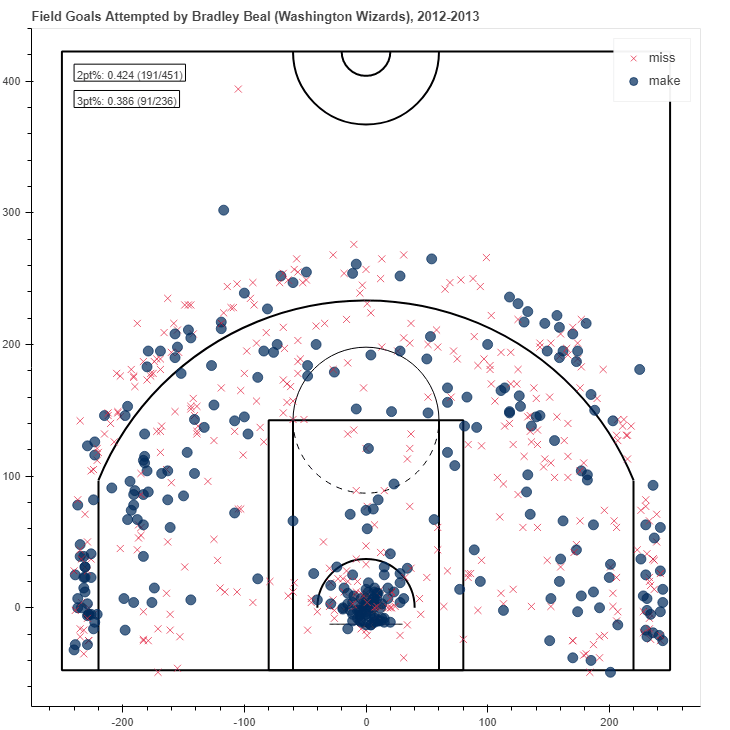 Field Goals Attempted by Bradley Beal (Washington Wizards), 2012-2013
miss
make
2pt%: 0.424 (191/451)
3pt%: 0.386 (91/236)
400
300
200
100
0
-200 -100 0 100 200